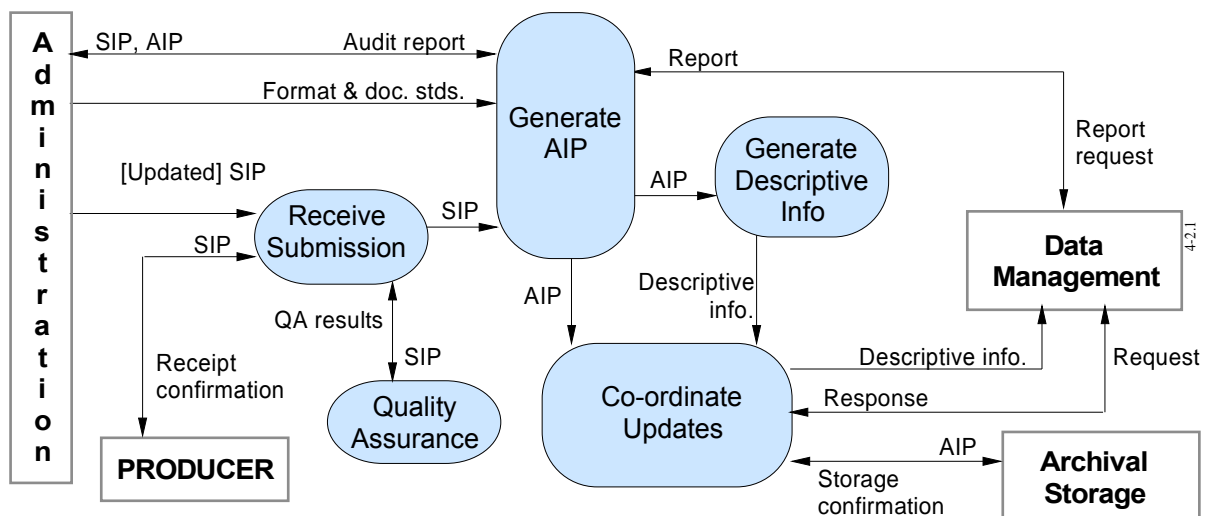 Administration
SIP, AIP
Audit report
Format & doc. stds.
[Updated] SIP
SIP
Receive
Submission
SIP
Generate
AIP
Report
Report
request
AIP
Generate
Descriptive
Info
Data
Management
4-2.1
QA results
SIP
Quality
Assurance
Receipt
confirmation
PRODUCER
AIP
Descriptive
info.
Co-ordinate
Updates
Descriptive info.
Request
Response
AIP
Storage
confirmation
Archival
Storage